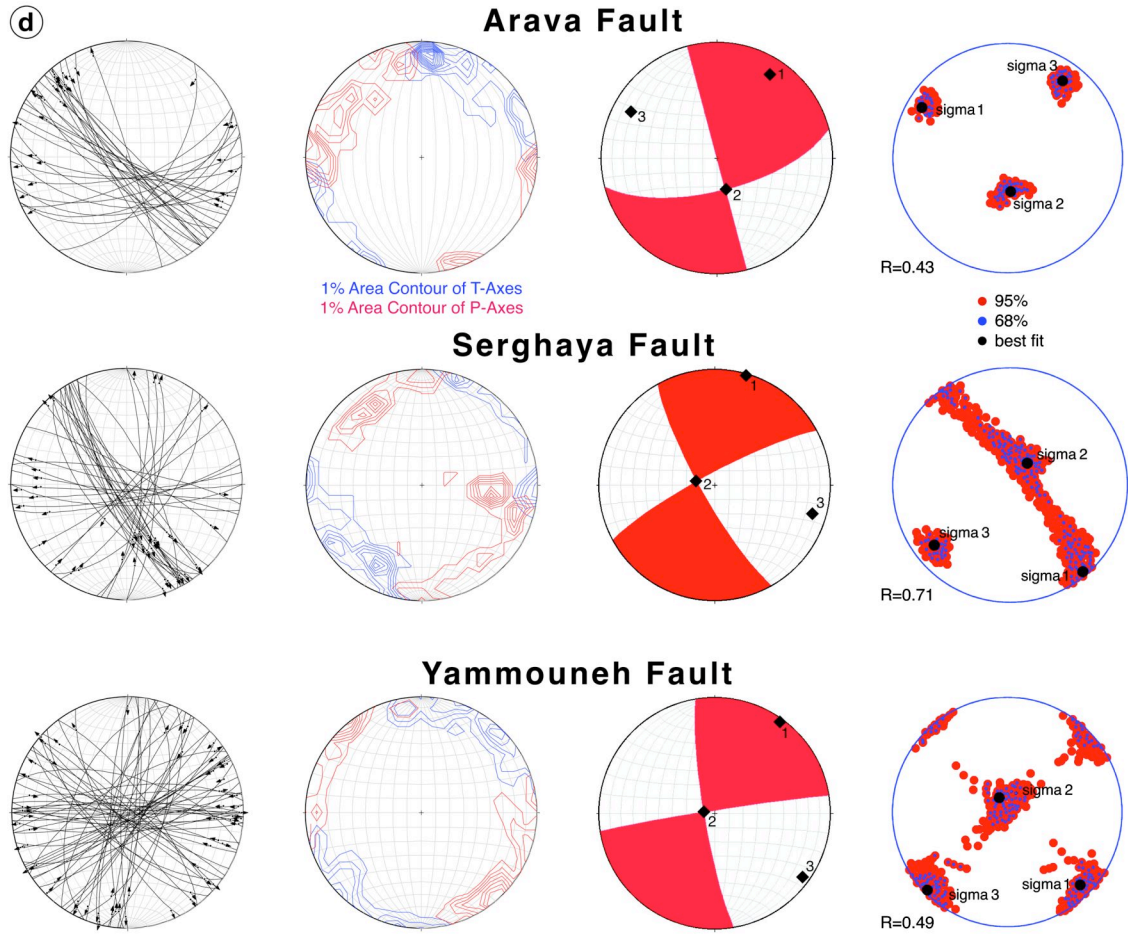 d
Arava Fault
1
3
2
sigma 3
sigma 1
sigma 2
R=0.43
1% Area Contour of T-Axes
1% Area Contour of P-Axes
95%
68%
best fit
Serghaya Fault
1
2
3
sigma 2
sigma 3
sigma 1
R=0.71
Yammouneh Fault
1
2
3
sigma 2
sigma 1
sigma 3
R=0.49